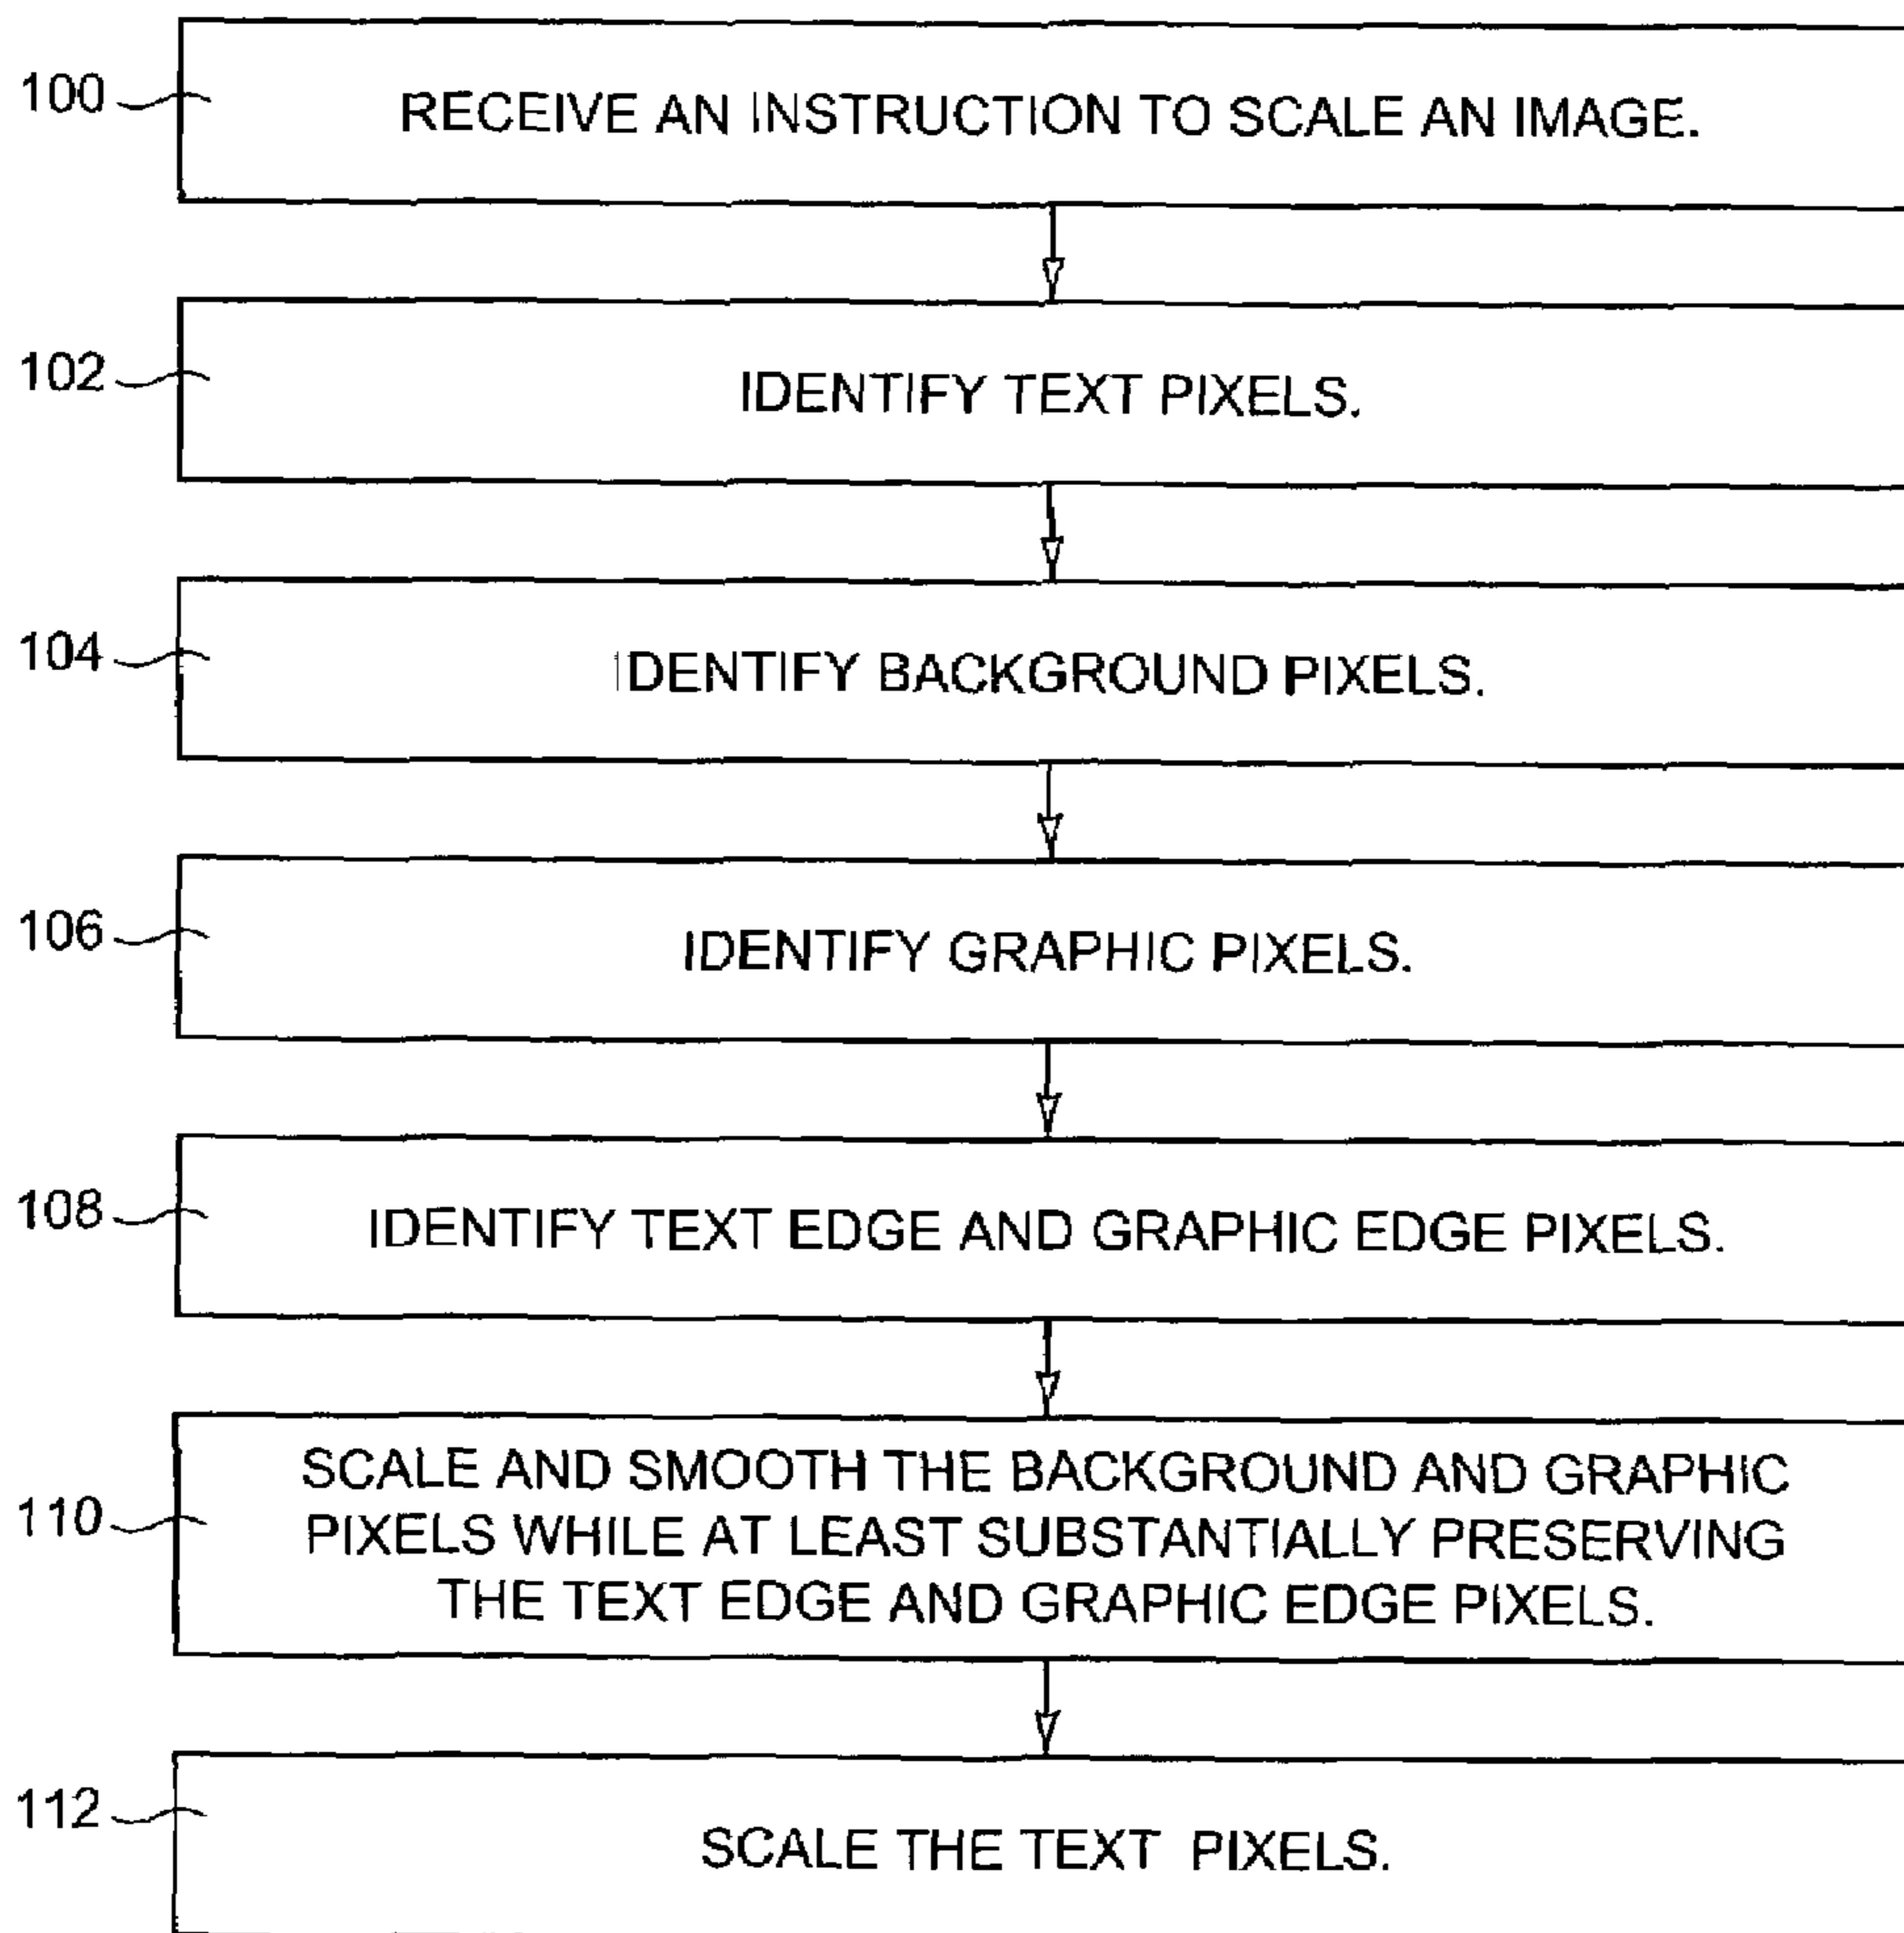 100
RECEIVE AN INSTRUCTION TO SCALE AN IMAGE.
102
IDENTIFY TEXT PIXELS.
104
IDENTIFY BACKGROUND PIXELS.
106
IDENTIFY GRAPHIC PIXELS.
108
IDENTIFY TEXT EDGE AND GRAPHIC EDGE PIXELS.
110
SCALE AND SMOOTH THE BACKGROUND AND GRAPHIC
PIXELS WHILE AT LEAST SUBSTANTIALLY PRESERVING
THE TEXT EDGE AND GRAPHIC EDGE PIXELS.
112
SCALE THE TEXT PIXELS.